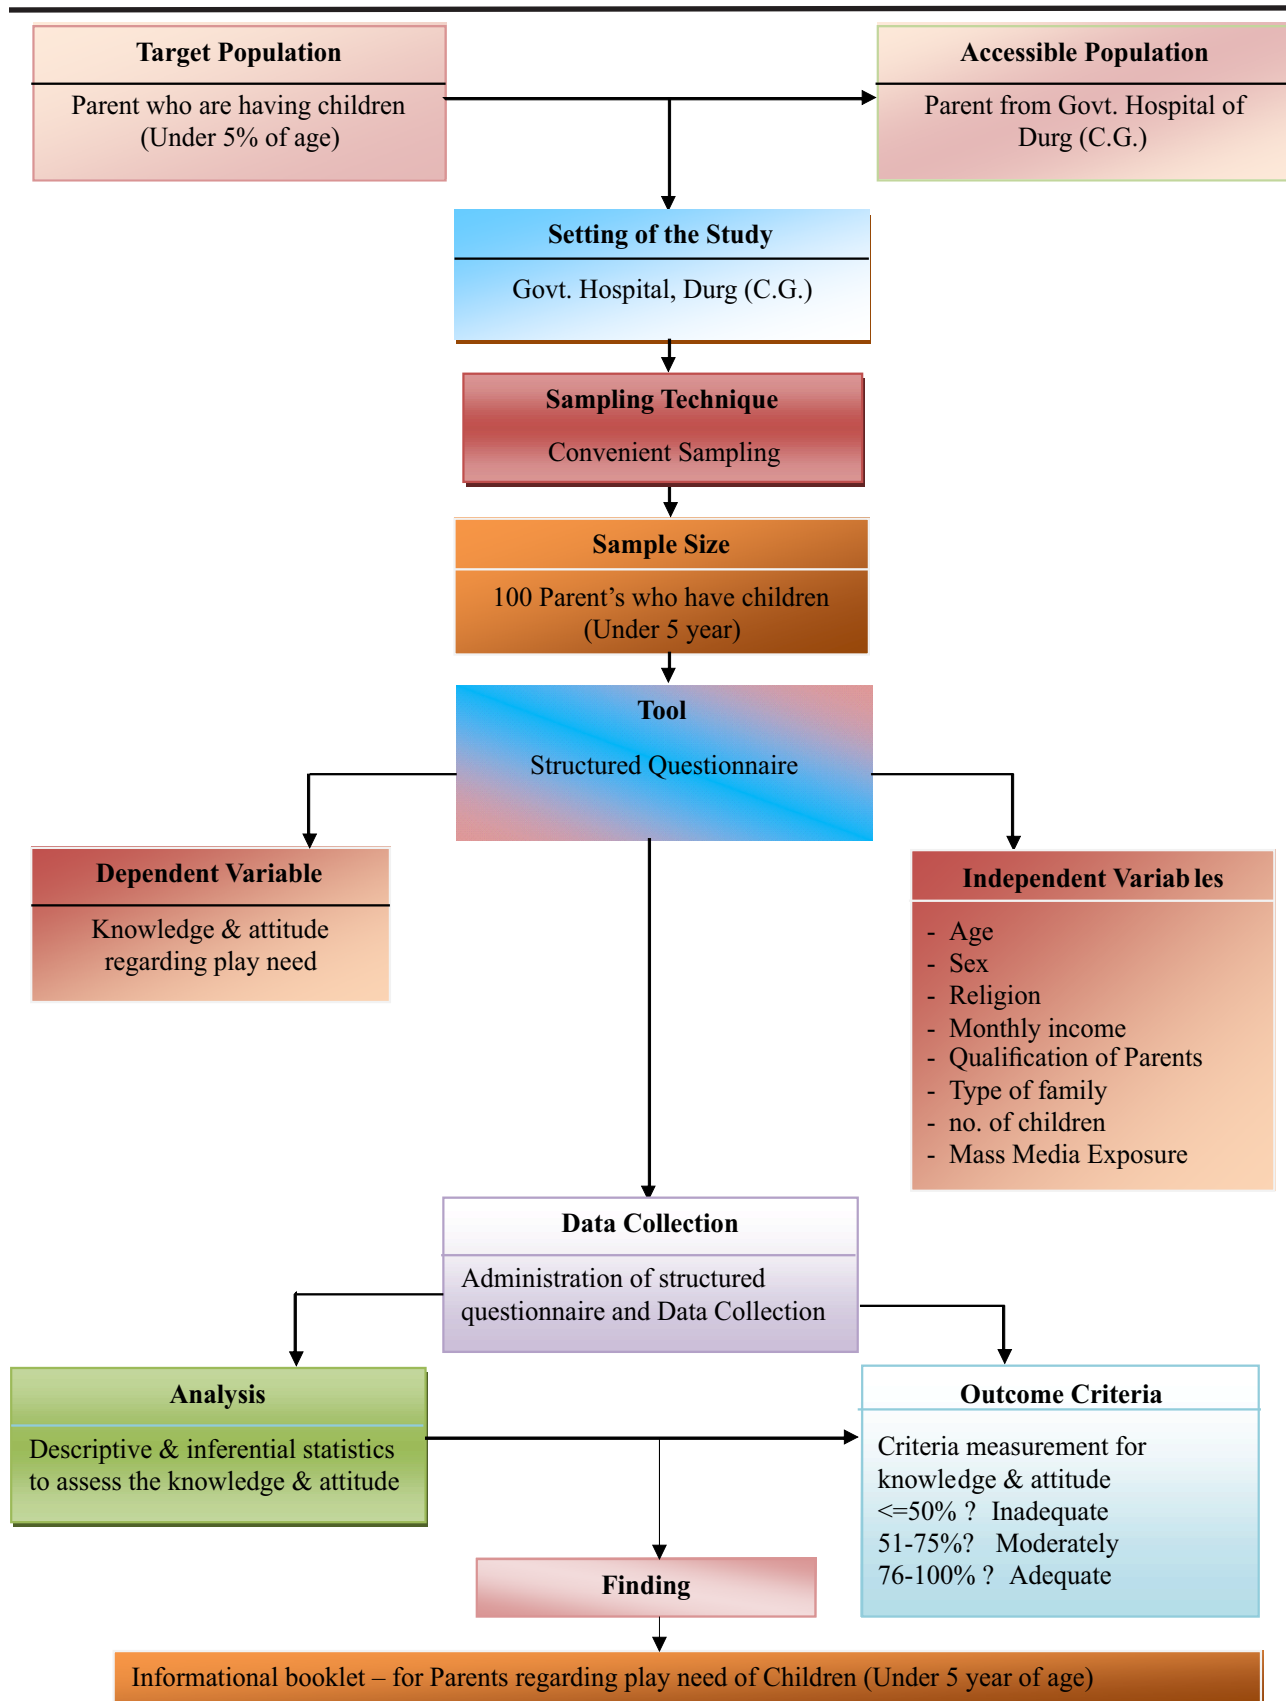 Target Population
Parent who are having children
(Under 5% of age)
Accessible Population
Parent from Govt. Hospital of
Durg (C.G.)
Setting of the Study
Govt. Hospital, Durg (C.G.)
Sampling Technique
Convenient Sampling
Sample Size
100 Parent’s who have children
(Under 5 year)
Tool
Structured Questionnaire
Dependent Variable
Knowledge & attitude
regarding play need
Independent Variables
- Age
- Sex
- Religion
- Monthly income
- Qualification of Parents
- Type of family
- no. of children
- Mass Media Exposure
Data Collection
Administration of structured
questionnaire and Data Collection
Analysis
Descriptive & inferential statistics
to assess the knowledge & attitude
Outcome Criteria
Criteria measurement for
knowledge & attitude
<=50% ? Inadequate
51-75%? Moderately
76-100% ? Adequate
Finding
Informational booklet – for Parents regarding play need of Children (Under 5 year of age)